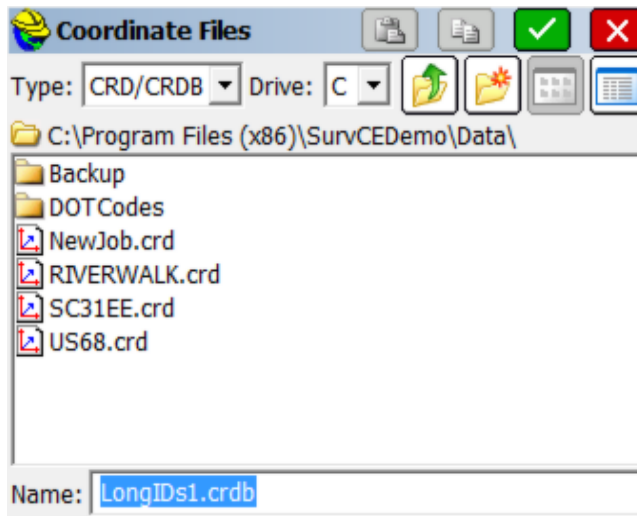 Coordinate Files
Type: CRD/CRDB Drive: C
C:\Program Files (x86)\SurvCEDemo\Data\
Backup
DOTCodes
NewJob.crd
RIVERWALK.crd
SC31EE.crd
US68.crd
Name: LongIDs1.crdb